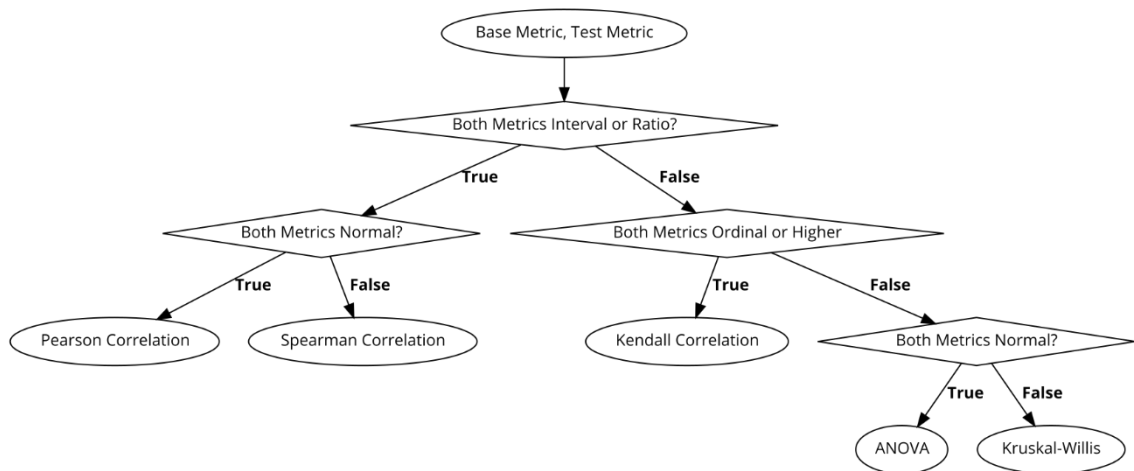 Base Metric, Test Metric
Both Metrics Interval or Ratio?
True
False
Both Metrics Normal?
Both Metrics Ordinal or Higher
True
False
True
False
Pearson Correlation
Spearman Correlation
Kendall Correlation
Both Metrics Normal?
True
False
ANOVA
Kruskal-Willis